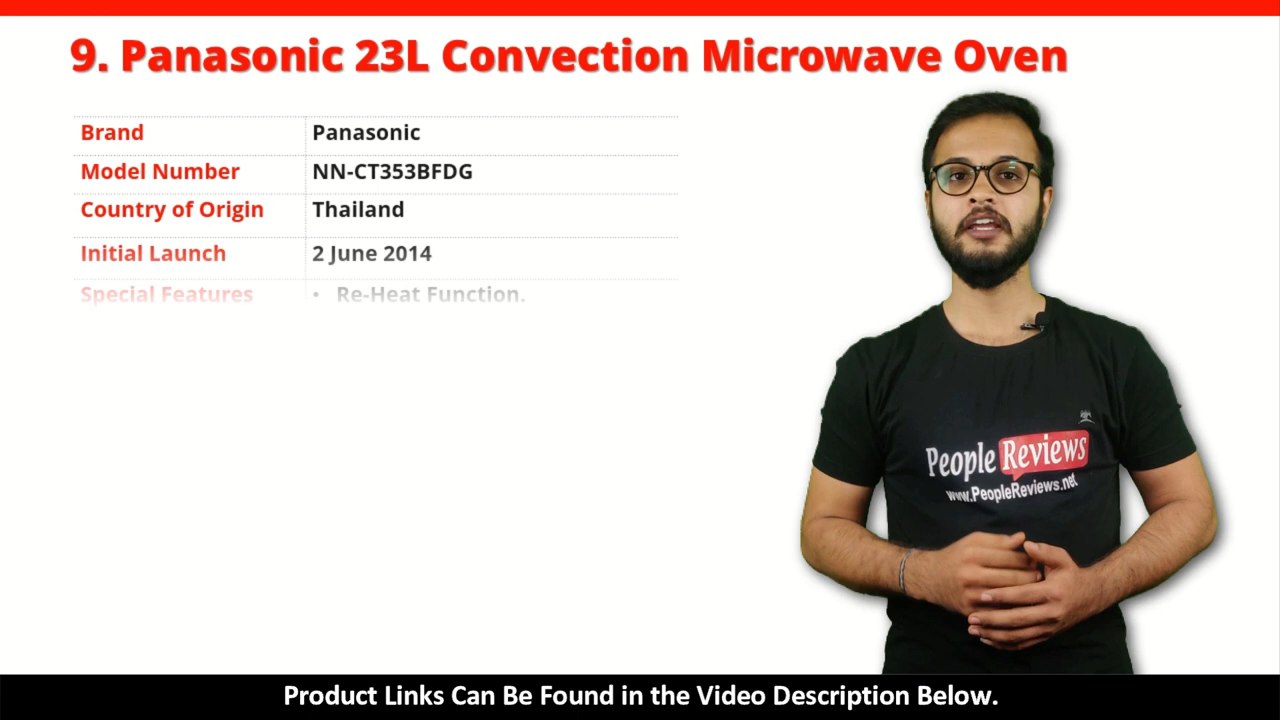 9. Panasonic 23L Convection Microwave Oven
Brand Panasonic
Model Number NN-CT353BFDG
Country of Origin Thailand
Initial Launch 2 June 2014
Special Features • Re-Heat Function.
People Reviews
www.PeopleReviews.net
Product Links Can Be Found in the Video Description Below.